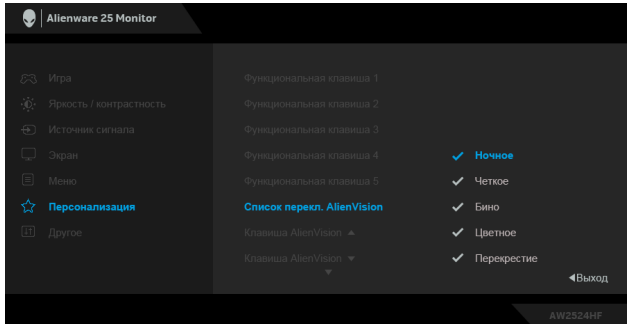 Alienware 25 Monitor
Игра
Яркость / контрастность
Источник сигнала
Экран
Меню
Персонализация
Другое
Функциональная клавиша 1
Функциональная клавиша 2
Функциональная клавиша 3
Функциональная клавиша 4
Функциональная клавиша 5
Список перекл. AlienVision
Клавиша AlienVision ▲
Клавиша AlienVision ▼
▼
Ночное
Четкое
Бино
Цветное
Перекрестие
◀Выход
AW2524HF